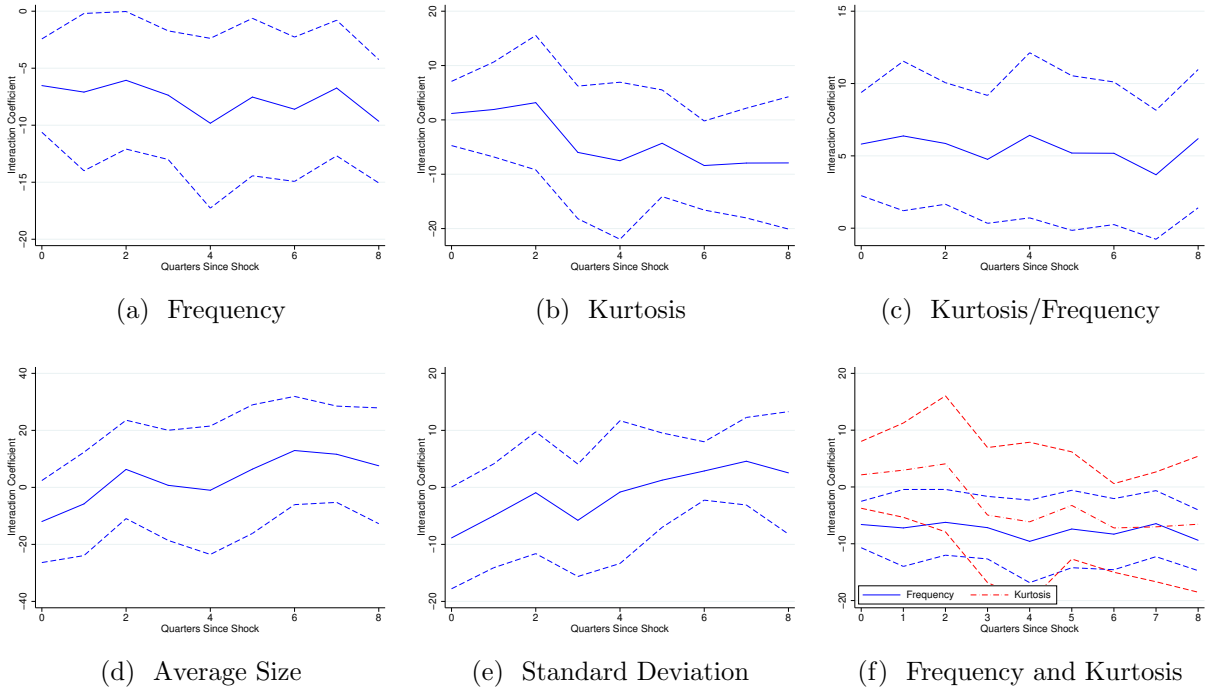 0
−5
−10
−15
−20
Interaction Coefficient
0 2 4 6 8
Quarters Since Shock
(a) Frequency
20
10
0
−10
−20
Interaction Coefficient
0 2 4 6 8
Quarters Since Shock
(b) Kurtosis
15
10
5
0
Interaction Coefficient
0 2 4 6 8
Quarters Since Shock
(c) Kurtosis/Frequency
40
20
0
−20
−40
Interaction Coefficient
0 2 4 6 8
Quarters Since Shock
(d) Average Size
20
10
0
−10
−20
Interaction Coefficient
0 2 4 6 8
Quarters Since Shock
(e) Standard Deviation
20
10
0
−10
−20
Interaction Coefficient
Frequency Kurtosis
0 1 2 3 4 5 6 7 8
Quarters Since Shock
(f) Frequency and Kurtosis